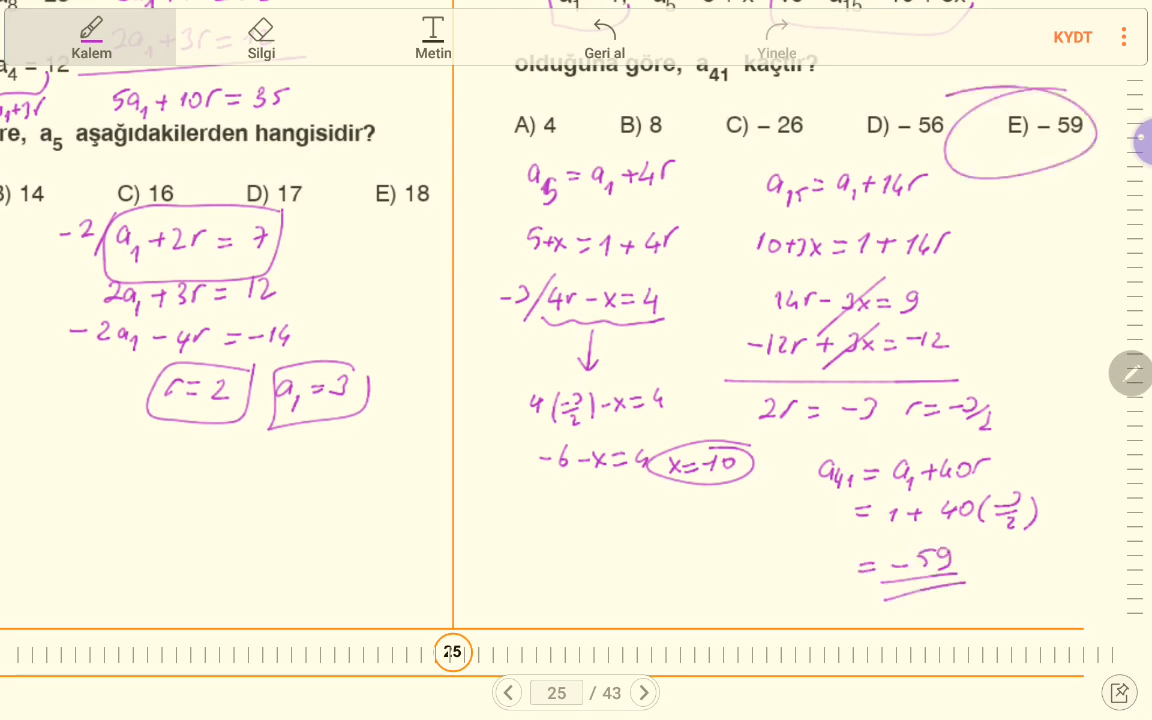 Kalem
Silgi
Metin
Geri al
Yinele
KYDT
2a₁ + 3r =
a₄ = 12
a₁+3r
5a₁ + 10r = 35
re, a₅ aşağıdakilerden hangisidir?
B) 14 C) 16 D) 17 E) 18
-2/ a₁ + 2r = 7
2a₁ + 3r = 12
-2a₁ - 4r = -14
r = 2 a₁ = 3
olduğuna göre, a₄₁ kaçtır?
A) 4 B) 8 C) – 26 D) – 56 E) – 59
a₅ = a₁ + 4r
5+x = 1 + 4r
-3/ 4r - x = 4
4(-3/2) - x = 4
-6 - x = 4 x = -10
a₁₅ = a₁ + 14r
10+3x = 1 + 14r
14r - 3x = 9
-12r + 3x = -12
2r = -3 r = -3/2
a₄₁ = a₁ + 40r
= 1 + 40(-3/2)
= -59
25
25 / 43